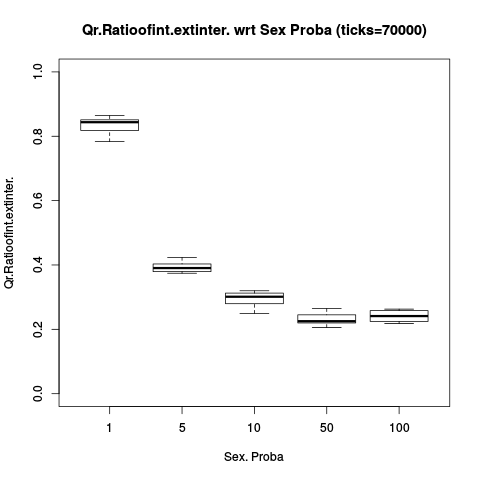 Qr.Ratioofint.extinter. wrt Sex Proba (ticks=70000)
Qr.Ratioofint.extinter.
1.0
0.8
0.6
0.4
0.2
0.0
1 5 10 50 100
Sex. Proba